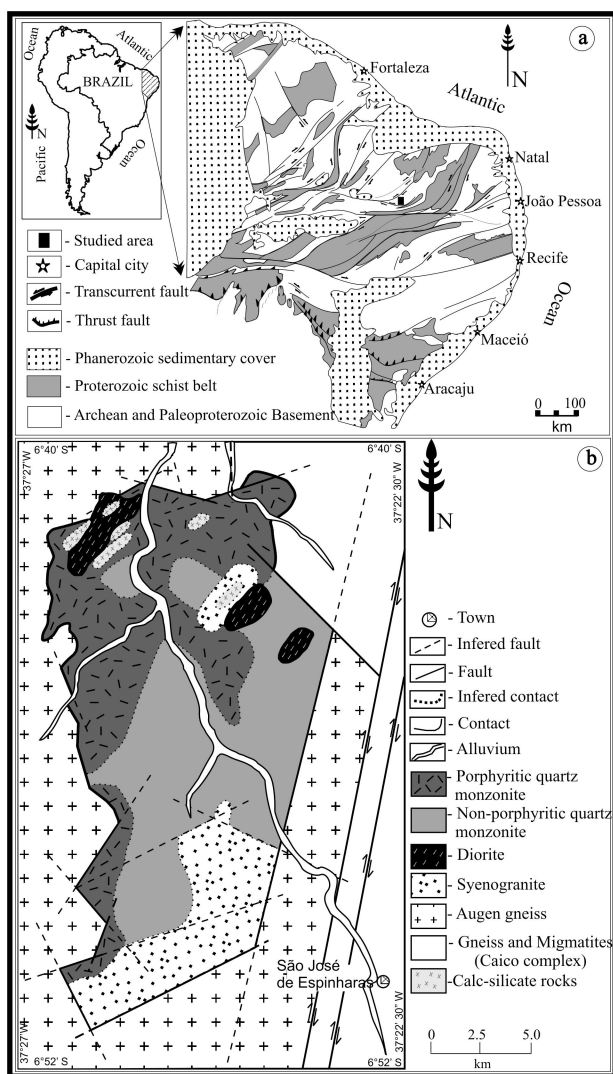 a
Ocean
Atlantic
BRAZIL
N
Pacific
Ocean
Fortaleza
N
Atlantic
Natal
João Pessoa
Recife
Ocean
Maceió
Aracaju
0 100
km
- Studied area
- Capital city
- Transcurrent fault
- Thrust fault
- Phanerozoic sedimentary cover
- Proterozoic schist belt
- Archean and Paleoproterozoic Basement
b
6°40' S
6°40' S
37°27'W
37°22' 30" W
N
- Town
- Infered fault
- Fault
- Infered contact
- Contact
- Alluvium
- Porphyritic quartz
monzonite
- Non-porphyritic quartz
monzonite
- Diorite
- Syenogranite
- Augen gneiss
- Gneiss and Migmatites
(Caico complex)
- Calc-silicate rocks
São José
de Espinharas
37°27'W
37°22' 30" W
6°52' S
6°52' S
0 2.5 5.0
km